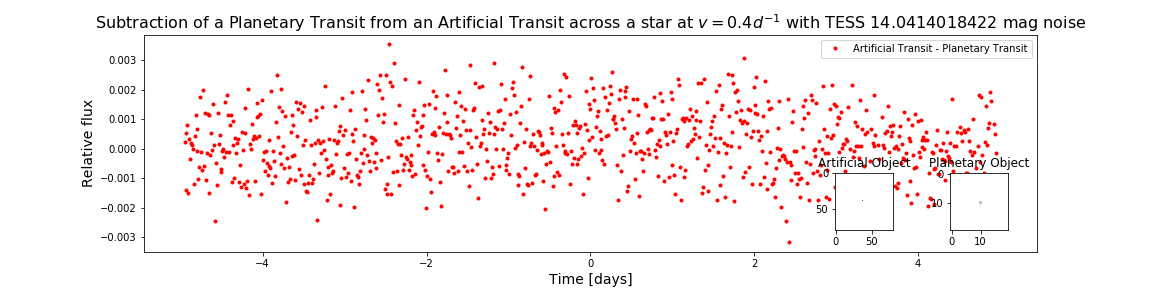 Subtraction of a Planetary Transit from an Artificial Transit across a star at v = 0.4d⁻¹ with TESS 14.0414018422 mag noise
Artificial Transit - Planetary Transit
Relative flux
0.003
0.002
0.001
0.000
−0.001
−0.002
−0.003
Artificial Object
0
50
0 50
Planetary Object
0
10
0 10
−4 −2 0 2 4
Time [days]